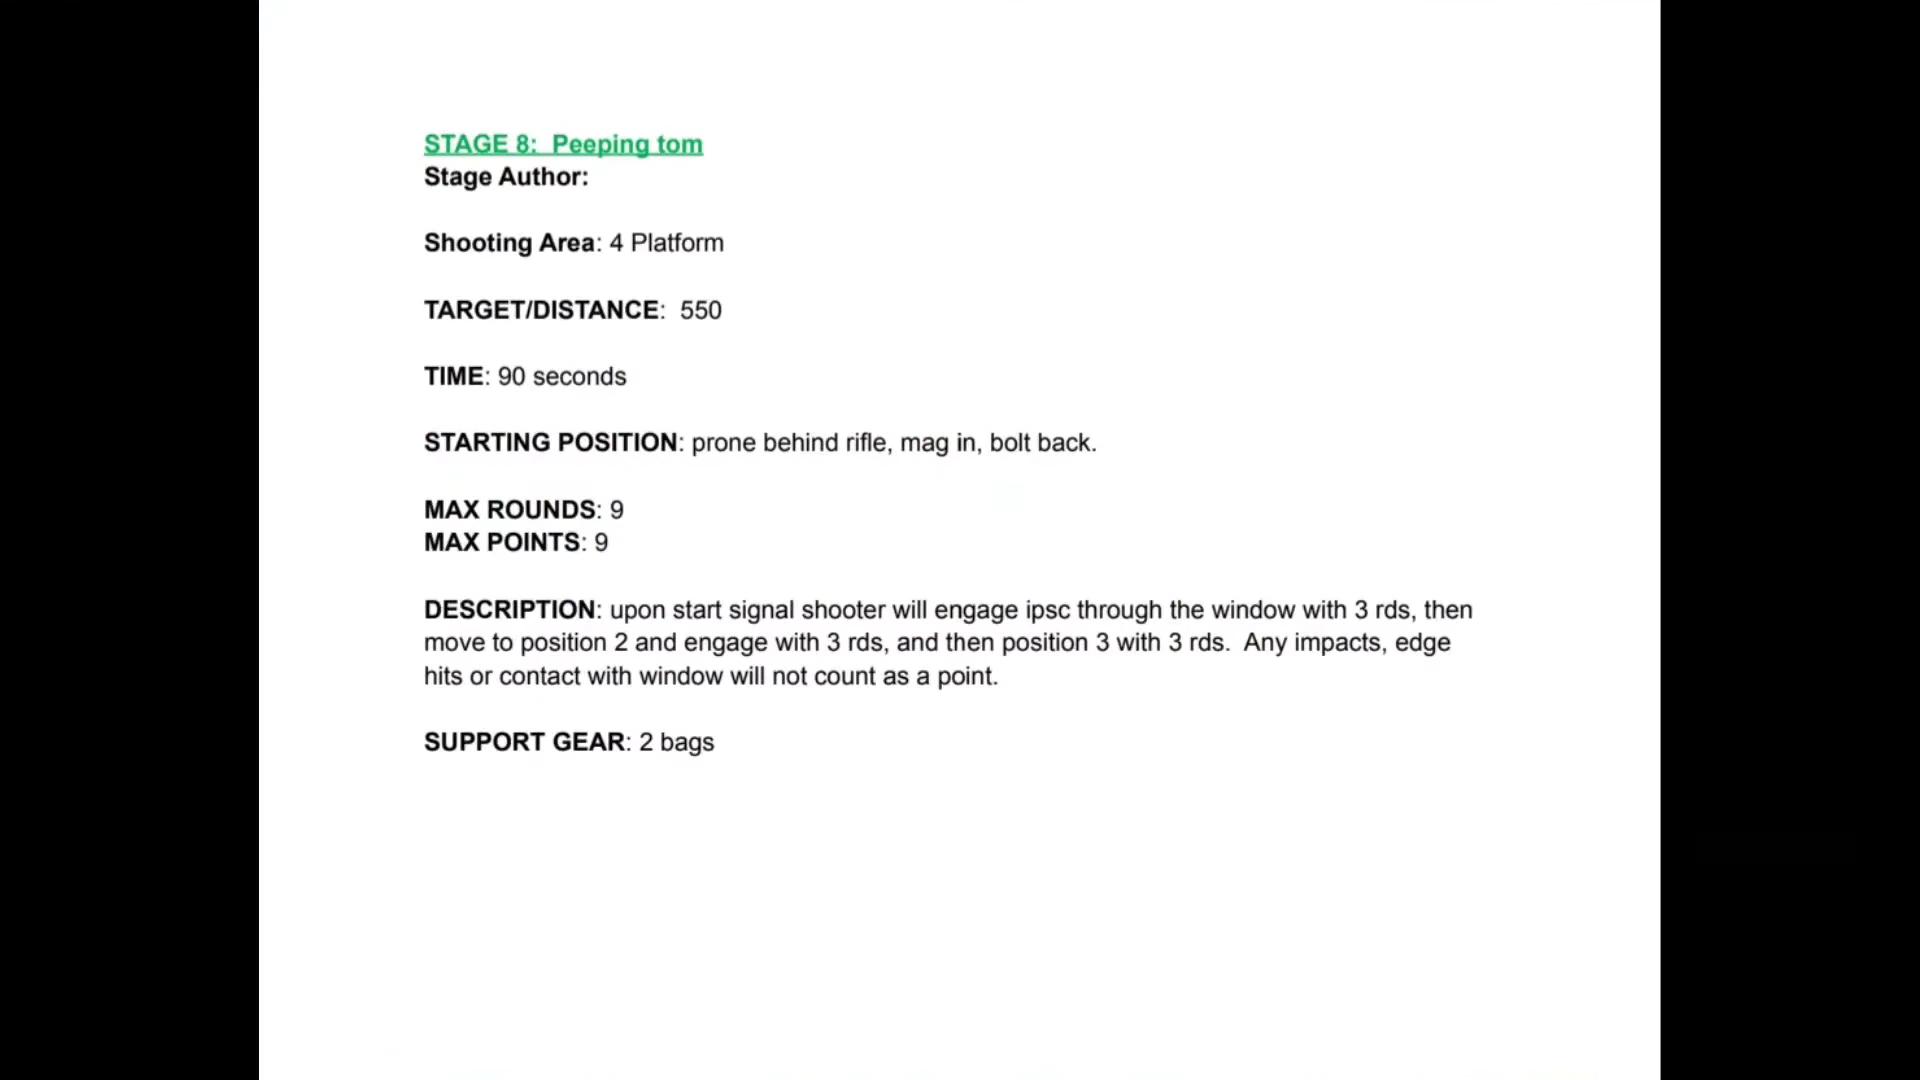 STAGE 8:  Peeping tom
Stage Author:
Shooting Area: 4 Platform
TARGET/DISTANCE:  550
TIME: 90 seconds
STARTING POSITION: prone behind rifle, mag in, bolt back.
MAX ROUNDS: 9
MAX POINTS: 9
DESCRIPTION: upon start signal shooter will engage ipsc through the window with 3 rds, then
move to position 2 and engage with 3 rds, and then position 3 with 3 rds.  Any impacts, edge
hits or contact with window will not count as a point.
SUPPORT GEAR: 2 bags